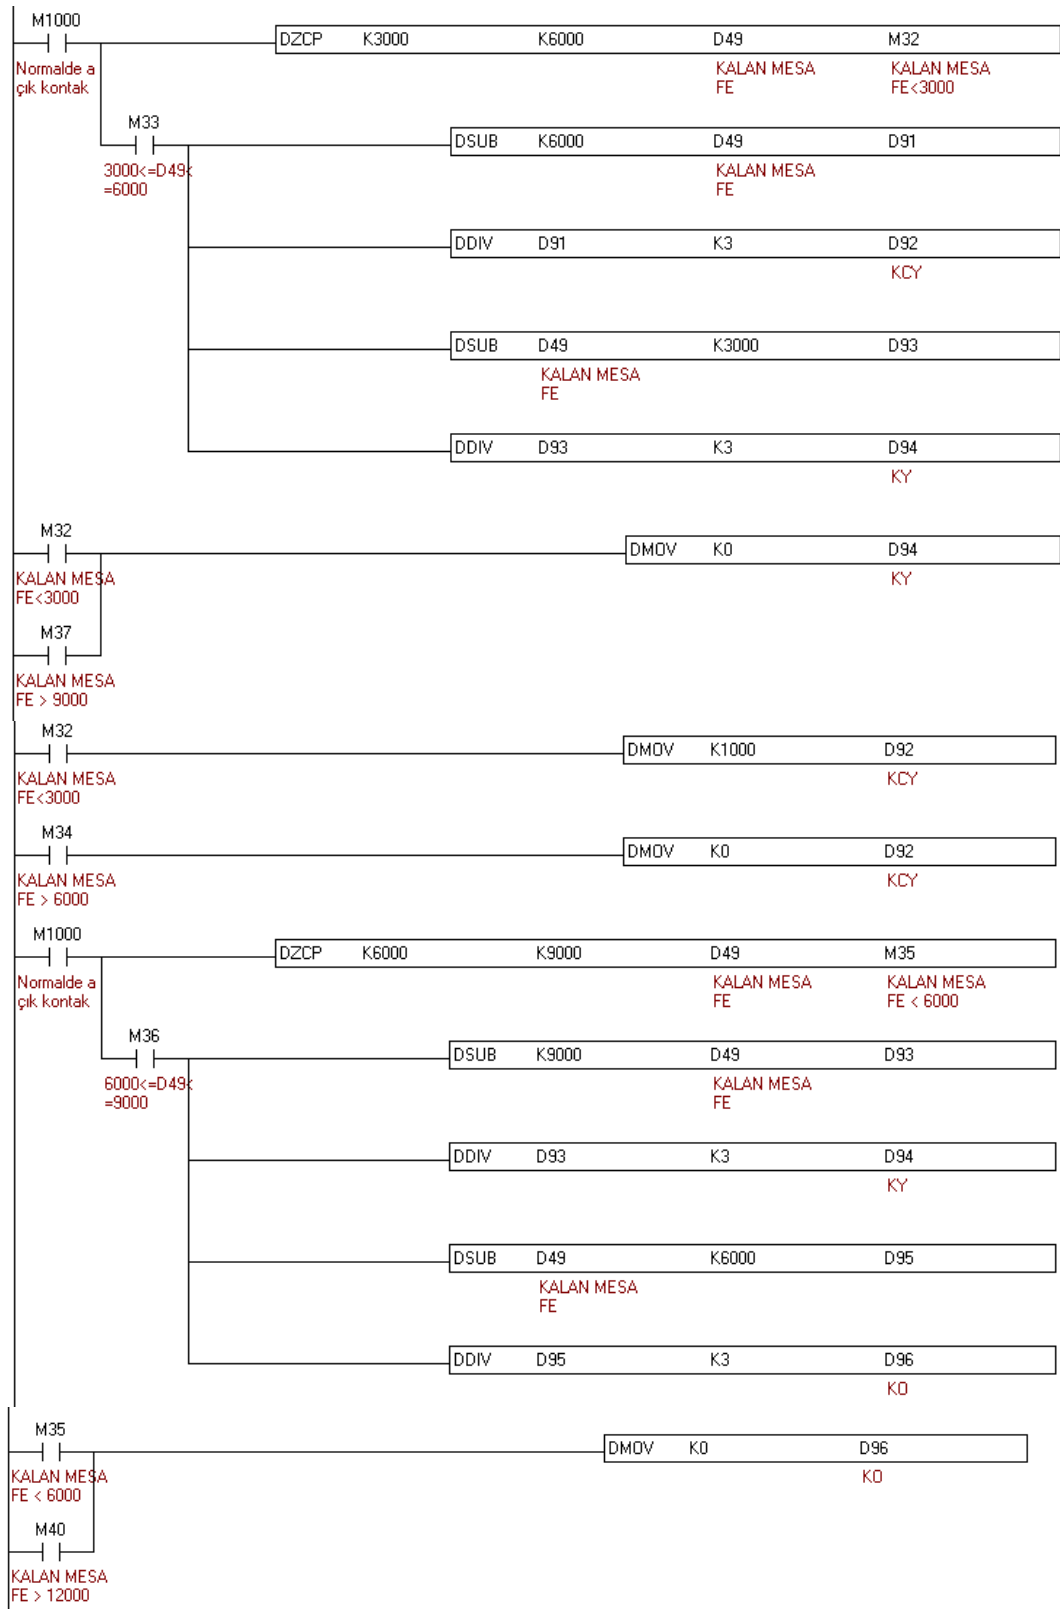 M1000
DZCP K3000 K6000 D49 M32
Normalde a
çık kontak
KALAN MESA
FE
KALAN MESA
FE<3000
M33
DSUB K6000 D49 D91
3000<=D49<
=6000
KALAN MESA
FE
DDIV D91 K3 D92
KCY
DSUB D49 K3000 D93
KALAN MESA
FE
DDIV D93 K3 D94
KY
M32
DMOV K0 D94
KALAN MESA
FE<3000
KY
M37
KALAN MESA
FE > 9000
M32
DMOV K1000 D92
KALAN MESA
FE<3000
KCY
M34
DMOV K0 D92
KALAN MESA
FE > 6000
KCY
M1000
DZCP K6000 K9000 D49 M35
Normalde a
çık kontak
KALAN MESA
FE
KALAN MESA
FE < 6000
M36
DSUB K9000 D49 D93
6000<=D49<
=9000
KALAN MESA
FE
DDIV D93 K3 D94
KY
DSUB D49 K6000 D95
KALAN MESA
FE
DDIV D95 K3 D96
KO
M35
DMOV K0 D96
KALAN MESA
FE < 6000
KO
M40
KALAN MESA
FE > 12000